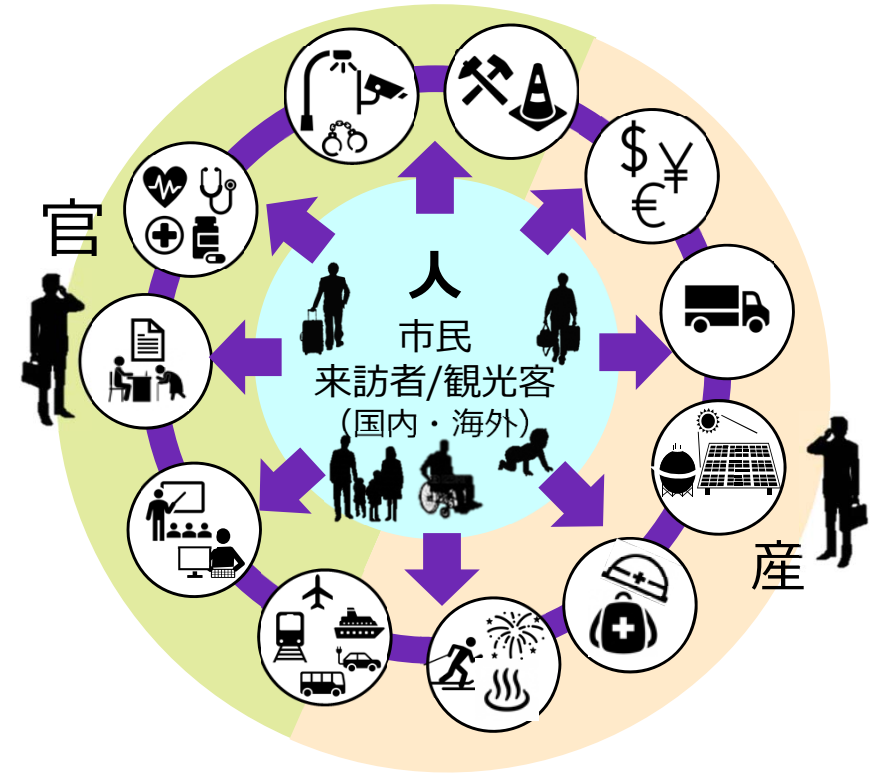 $ ¥
€
官
人
市民
来訪者/観光客
（国内・海外）
産